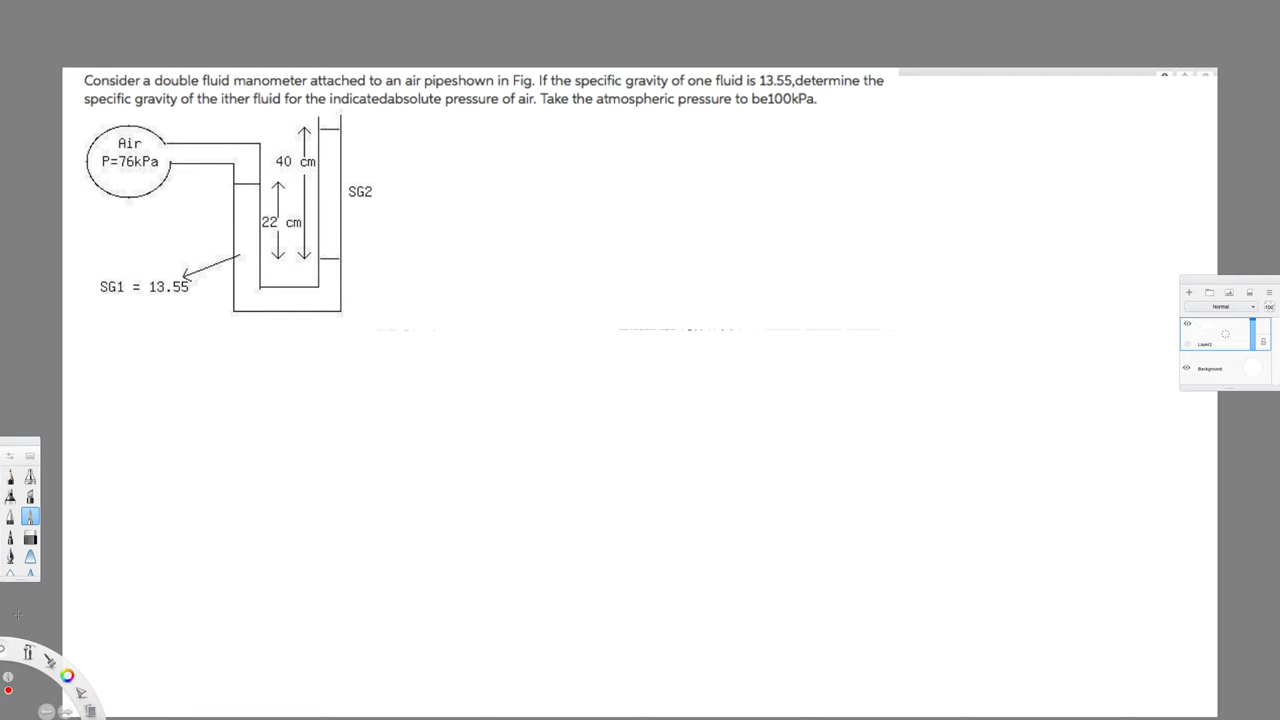 Consider a double fluid manometer attached to an air pipeshown in Fig. If the specific gravity of one fluid is 13.55,determine the
specific gravity of the ither fluid for the indicatedabsolute pressure of air. Take the atmospheric pressure to be100kPa.
Air
P=76kPa
40 cm
SG2
22 cm
SG1 = 13.55
Normal
Layer2
Background